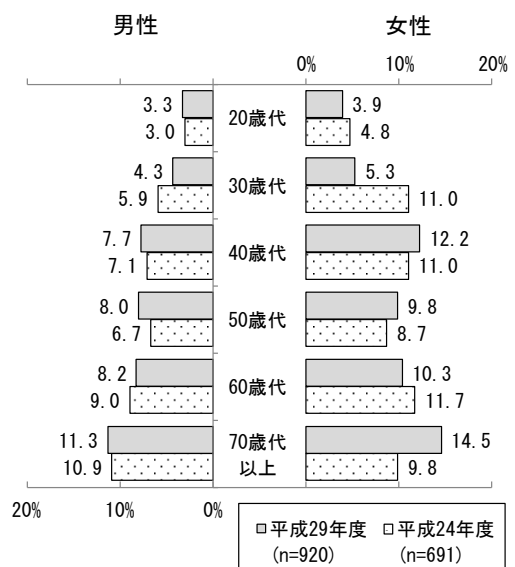 男性 女性
0% 10% 20%
3.3 20歳代 3.9
3.0 4.8
4.3 30歳代 5.3
5.9 11.0
7.7 40歳代 12.2
7.1 11.0
8.0 50歳代 9.8
6.7 8.7
8.2 60歳代 10.3
9.0 11.7
11.3 70歳代 14.5
10.9 以上 9.8
20% 10% 0%
平成29年度 平成24年度
(n=920) (n=691)